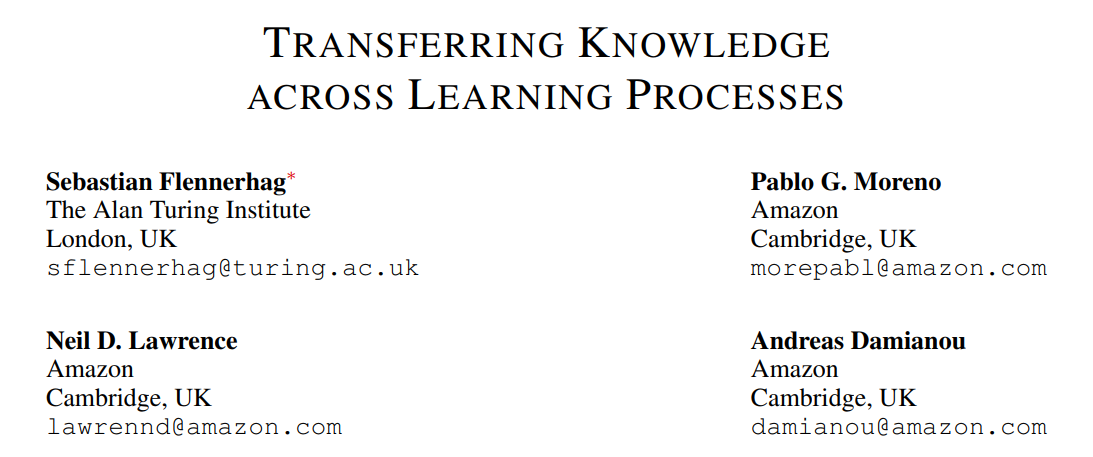 TRANSFERRING KNOWLEDGE
ACROSS LEARNING PROCESSES
Sebastian Flennerhag*
The Alan Turing Institute
London, UK
sflennerhag@turing.ac.uk
Pablo G. Moreno
Amazon
Cambridge, UK
morepabl@amazon.com
Neil D. Lawrence
Amazon
Cambridge, UK
lawrennd@amazon.com
Andreas Damianou
Amazon
Cambridge, UK
damianou@amazon.com